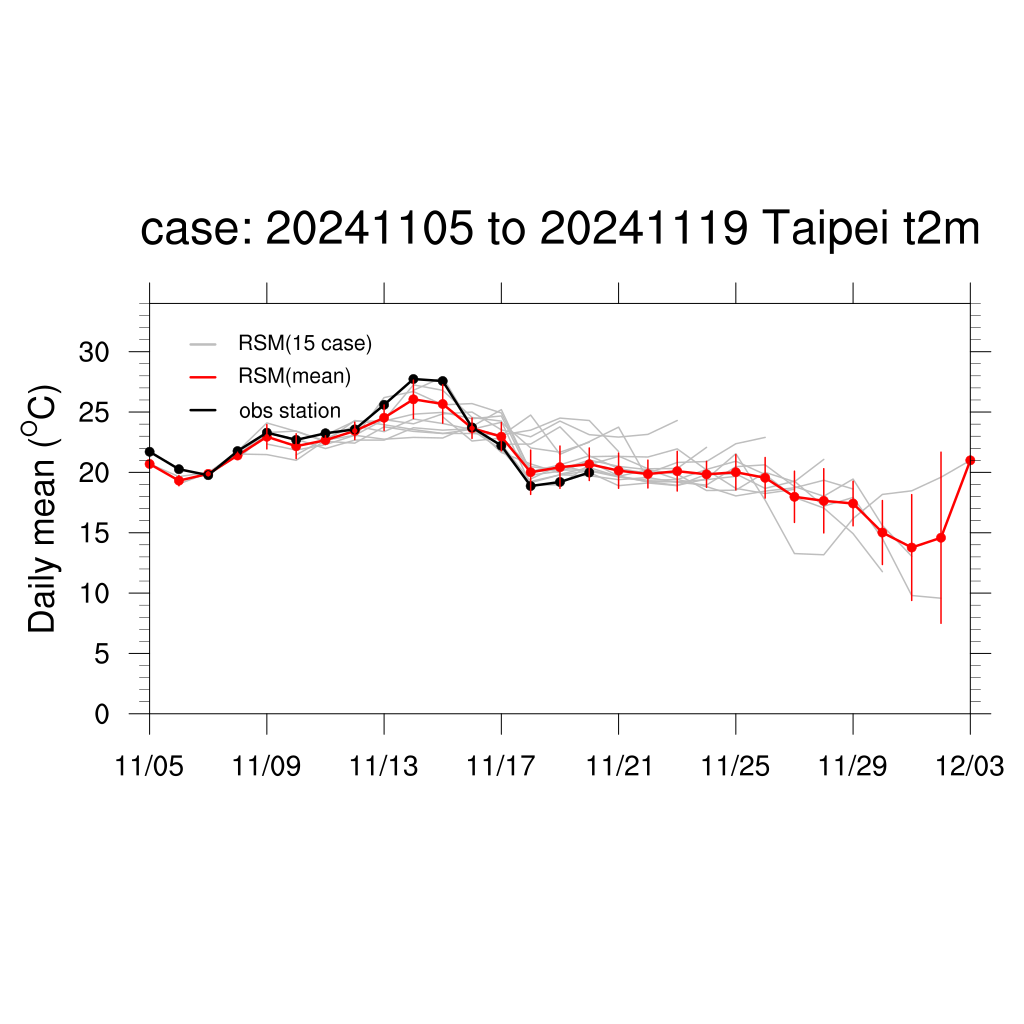 case: 20241105 to 20241119 Taipei t2m
RSM(15 case)
RSM(mean)
obs station
Daily mean (°C)
30
25
20
15
10
5
0
11/05 11/09 11/13 11/17 11/21 11/25 11/29 12/03